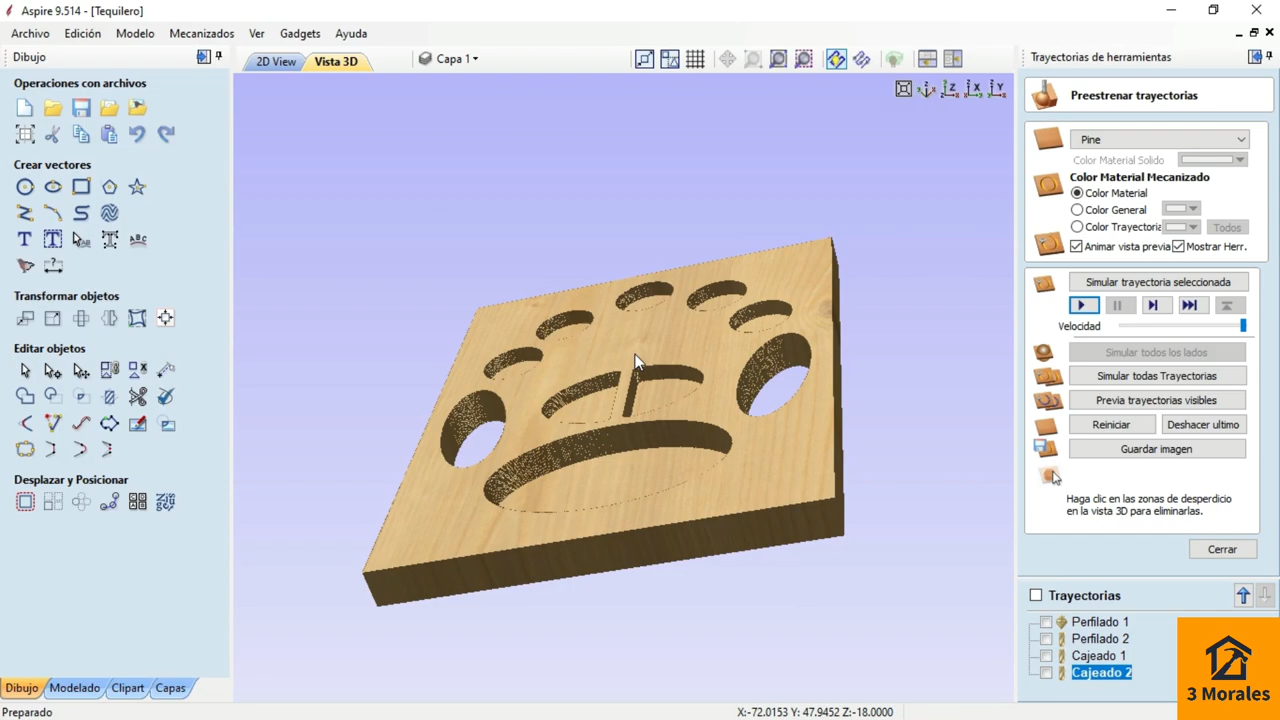 Aspire 9.514 - [Tequilero]
Archivo Edición Modelo Mecanizados Ver Gadgets Ayuda
Dibujo
2D View Vista 3D Capa 1
Trayectorias de herramientas
Operaciones con archivos
Crear vectores
Transformar objetos
Editar objetos
Desplazar y Posicionar
Z X Y
Preestrenar trayectorias
Pine
Color Material Solido
Color Material Mecanizado
Color Material
Color General
Color Trayectoria Todos
Animar vista previa Mostrar Herr.
Simular trayectoria seleccionada
Velocidad
Simular todos los lados
Simular todas Trayectorias
Previa trayectorias visibles
Reiniciar Deshacer ultimo
Guardar imagen
Haga clic en las zonas de desperdicio
en la vista 3D para eliminarlas.
Cerrar
Trayectorias
Perfilado 1
Perfilado 2
Cajeado 1
Cajeado 2
3 Morales
Dibujo Modelado Clipart Capas
Preparado
X:-72.0153 Y: 47.9452 Z:-18.0000